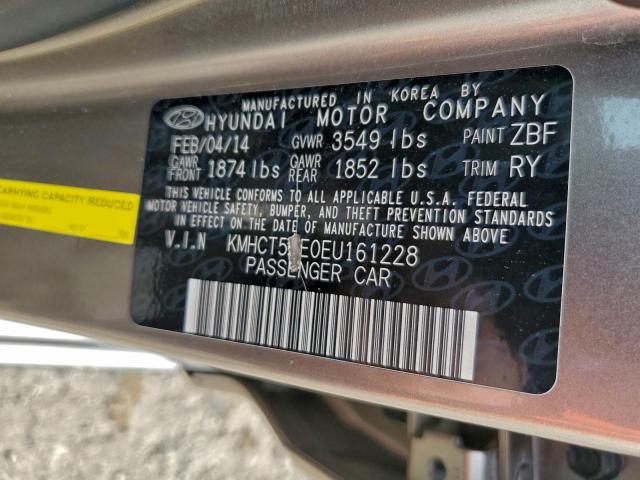 MANUFACTURED IN KOREA BY
HYUNDAI MOTOR COMPANY
FEB/04/14 GVWR 3549 lbs PAINT ZBF
GAWR FRONT 1874 lbs GAWR REAR 1852 lbs TRIM RY
THIS VEHICLE CONFORMS TO ALL APPLICABLE U.S.A. FEDERAL
MOTOR VEHICLE SAFETY, BUMPER, AND THEFT PREVENTION STANDARDS
IN EFFECT ON THE DATE OF MANUFACTURE SHOWN ABOVE
V.I.N KMHCT5 E0EU161228
PASSENGER CAR
CARRYING CAPACITY REDUCED